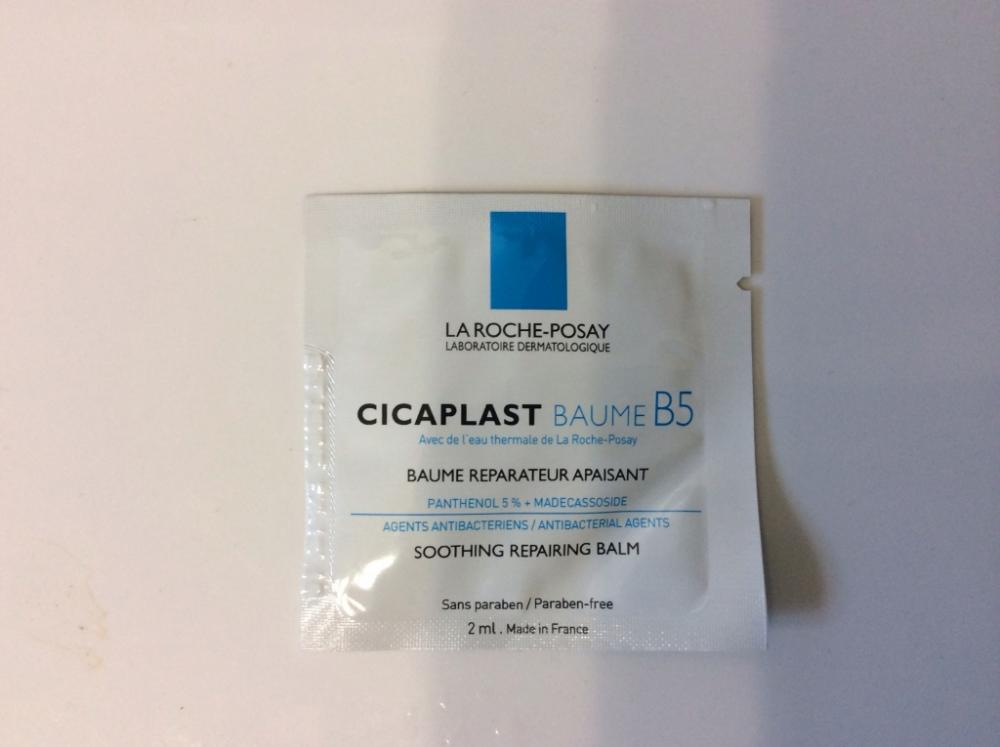 LA ROCHE-POSAY
LABORATOIRE DERMATOLOGIQUE
CICAPLAST BAUME B5
Avec de l'eau thermale de La Roche-Posay
BAUME REPARATEUR APAISANT
PANTHENOL 5 % + MADECASSOSIDE
AGENTS ANTIBACTERIENS / ANTIBACTERIAL AGENTS
SOOTHING REPAIRING BALM
Sans paraben / Paraben-free
2 ml . Made in France